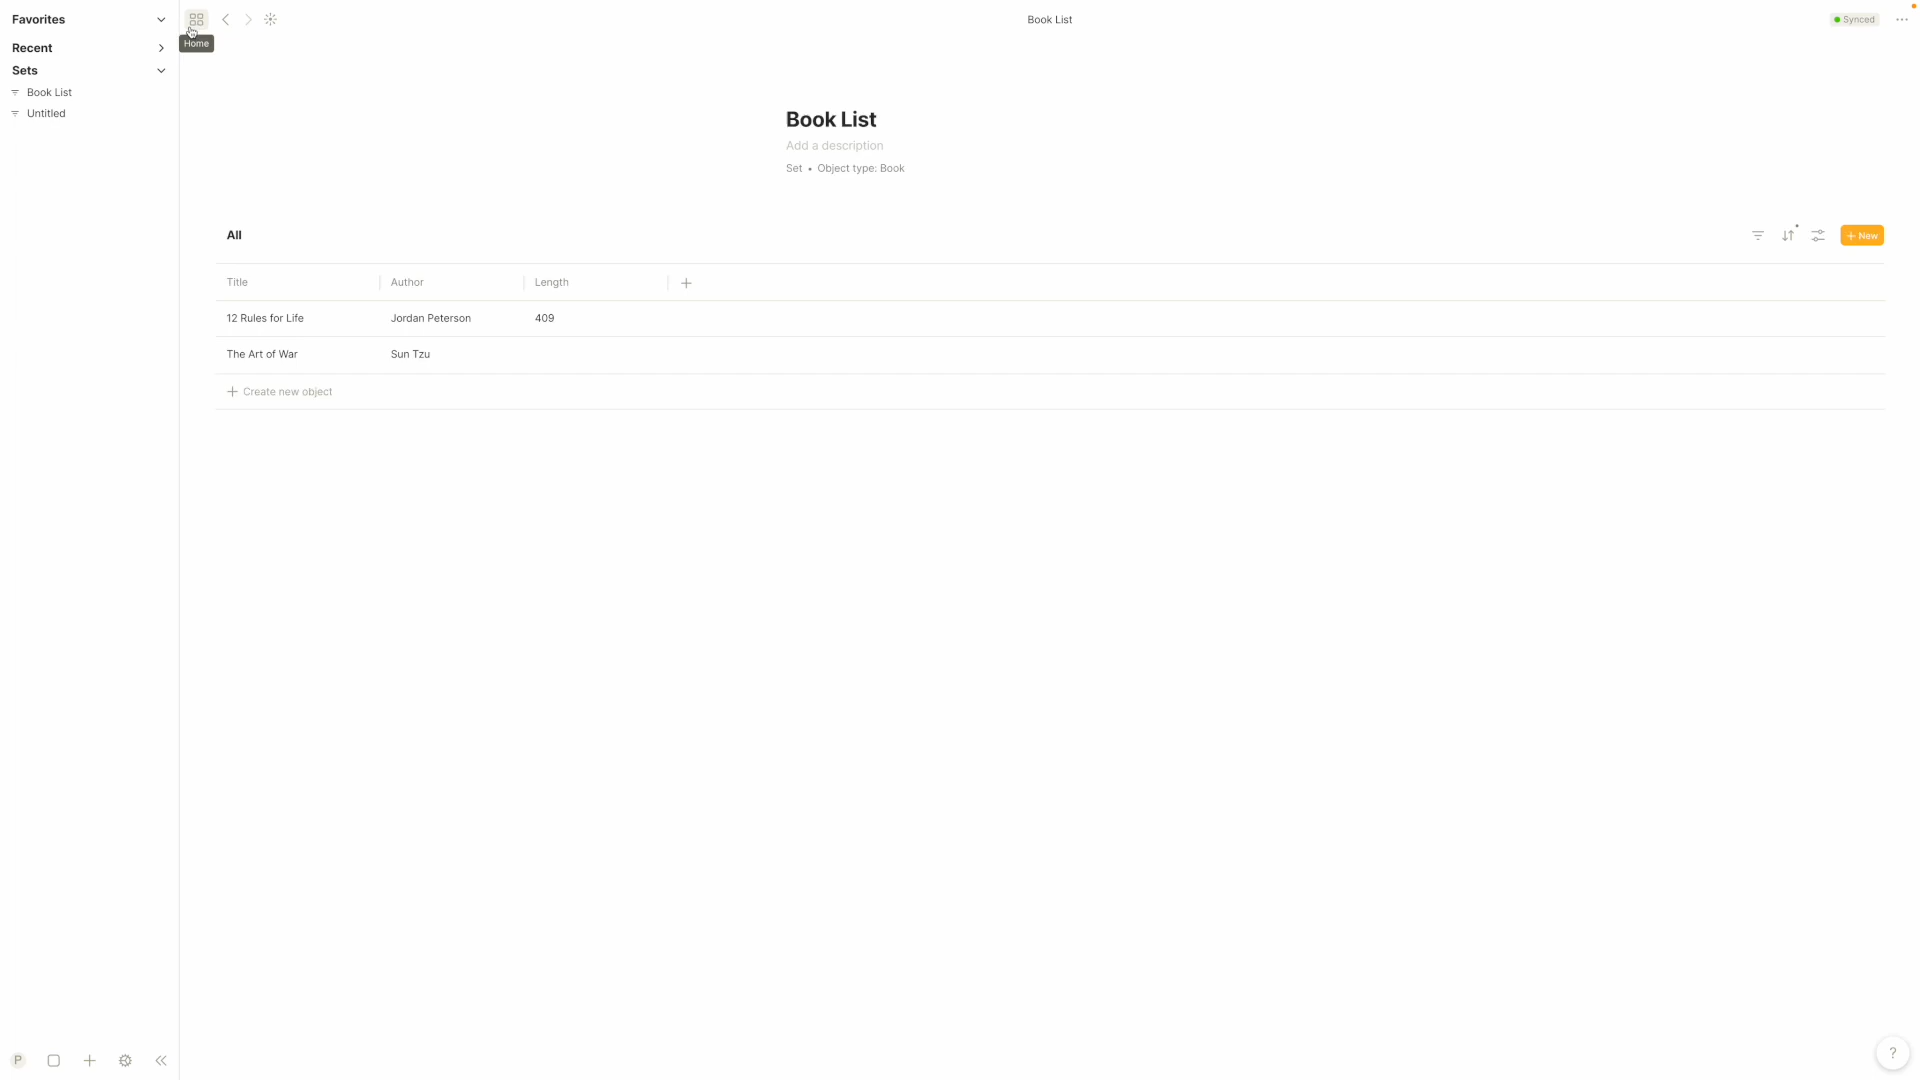 Favorites
Recent
Sets
Book List
Untitled
Home
Book List
Synced
Book List
Add a description
Set • Object type: Book
All
+ New
Title Author Length +
12 Rules for Life Jordan Peterson 409
The Art of War Sun Tzu
+ Create new object
P
?